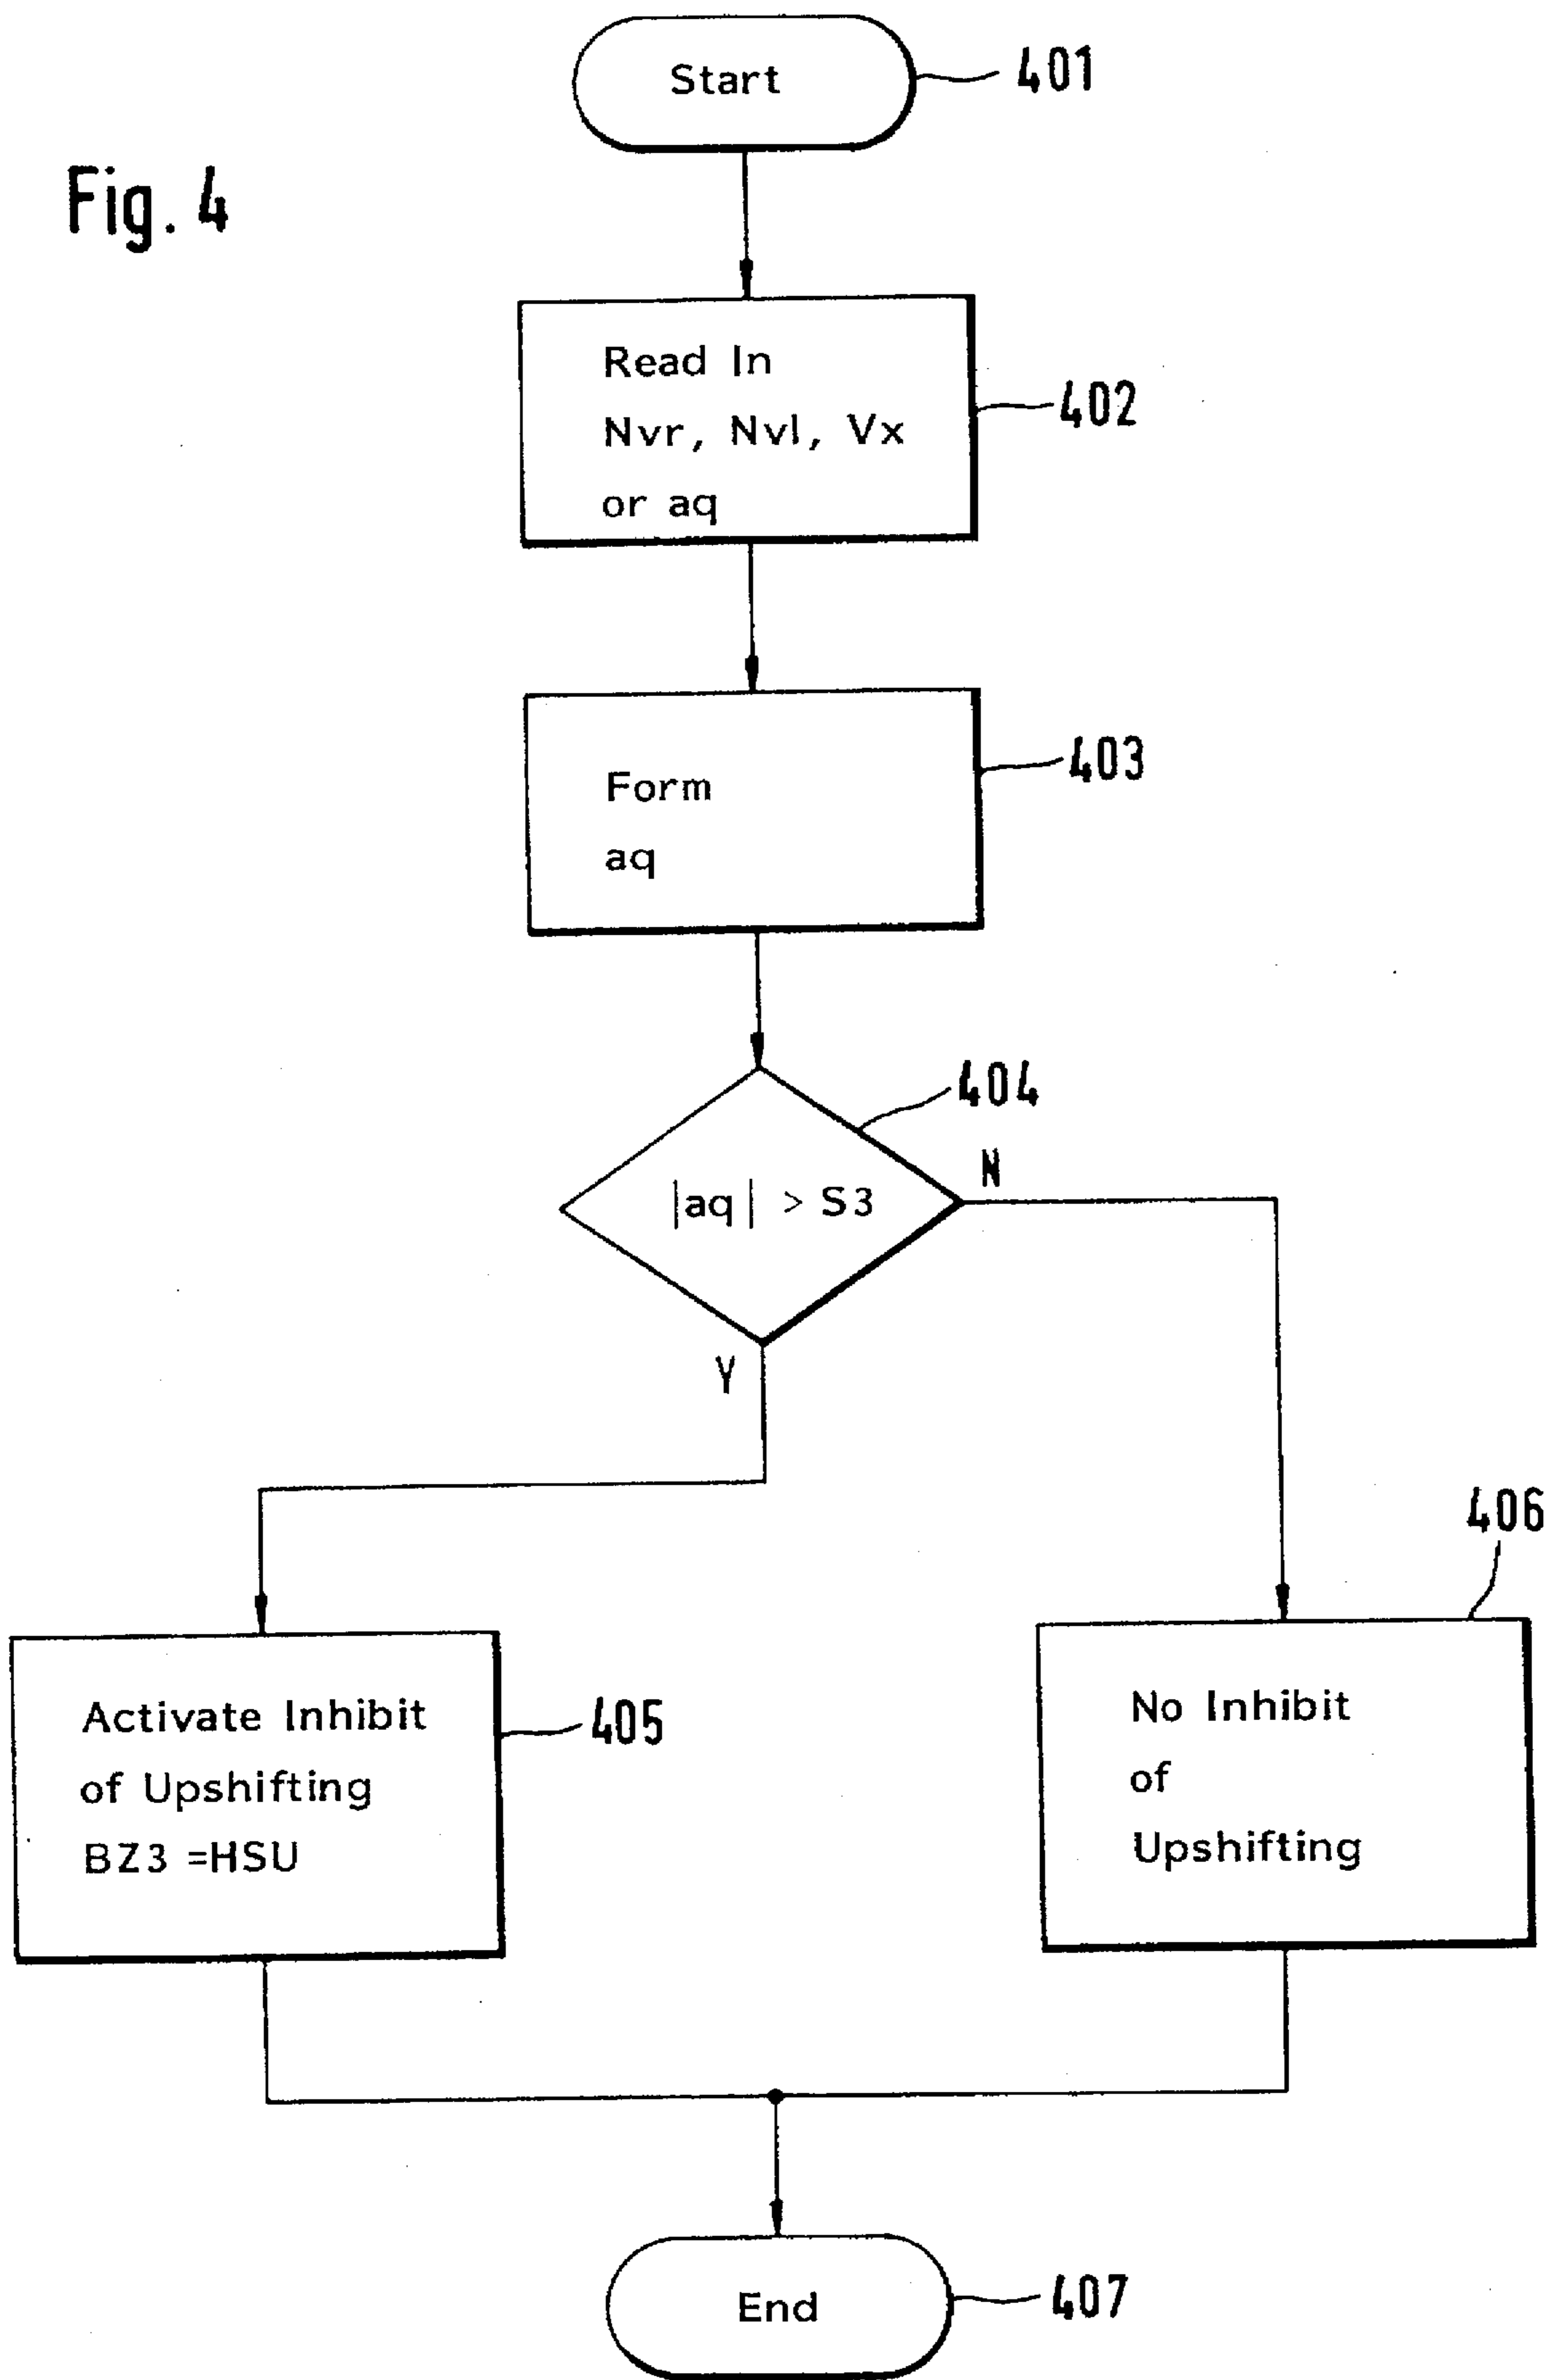 Fig. 4
Start
401
Read In
Nvr, Nvl, Vx
or aq
402
Form
aq
403
404
|aq| > S3
N
Y
Activate Inhibit
of Upshifting
BZ3 =HSU
405
406
No Inhibit
of
Upshifting
End
407